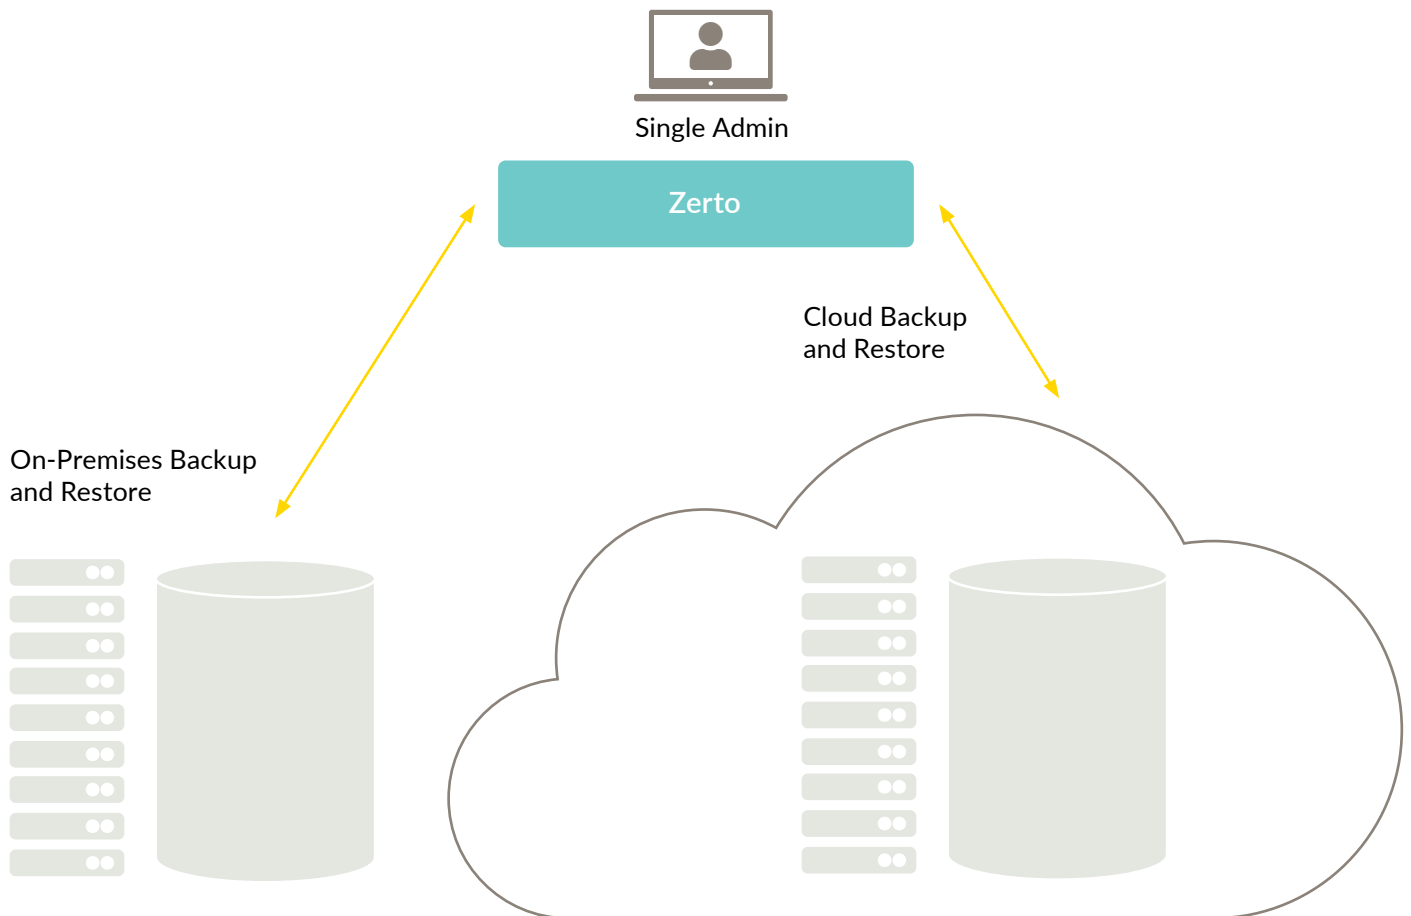 Single Admin
Zerto
Cloud Backup
and Restore
On-Premises Backup
and Restore